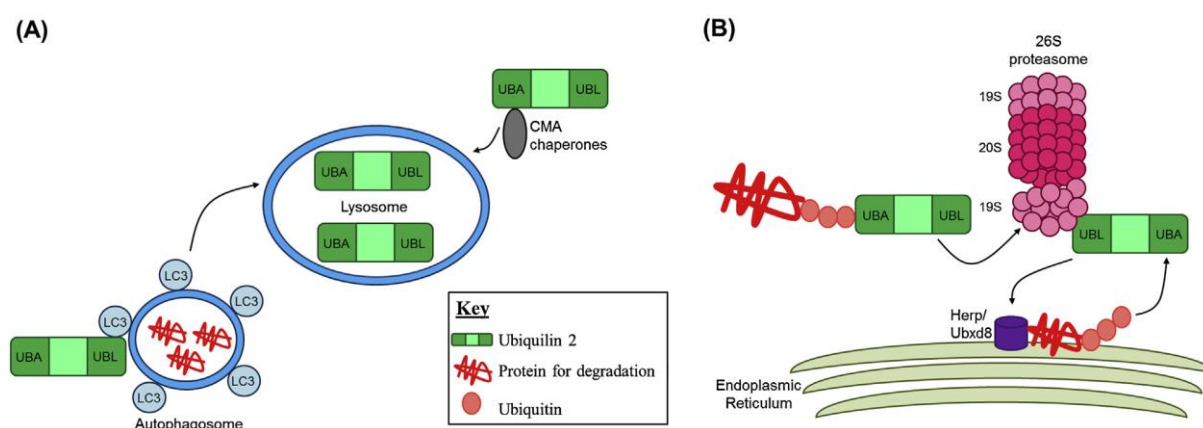 (A)
UBA UBL
CMA
chaperones
UBA UBL
Lysosome
UBA UBL
LC3
LC3
LC3
UBA UBL
LC3
LC3
Autophagosome
Key
Ubiquilin 2
Protein for degradation
Ubiquitin
(B)
26S
proteasome
19S
20S
19S
UBA UBL
UBL UBA
Herp/
Ubxd8
Endoplasmic
Reticulum